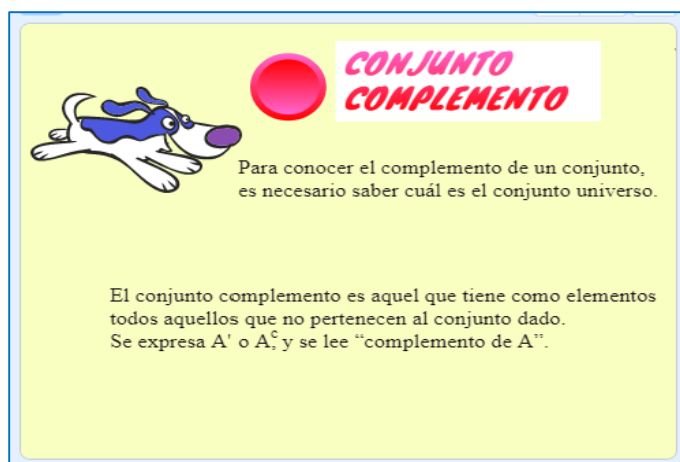 CONJUNTO
COMPLEMENTO
Para conocer el complemento de un conjunto,
es necesario saber cuál es el conjunto universo.
El conjunto complemento es aquel que tiene como elementos
todos aquellos que no pertenecen al conjunto dado.
Se expresa A' o Aᶜ, y se lee “complemento de A”.